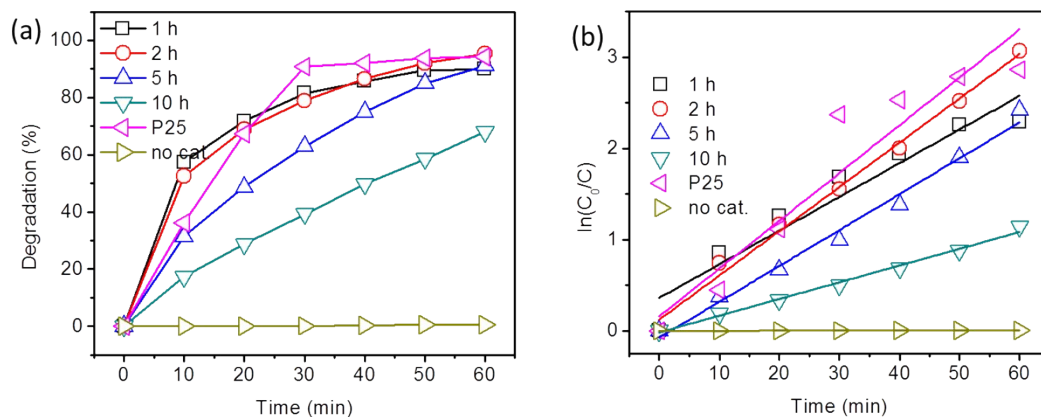 (a)
1 h
2 h
5 h
10 h
P25
no cat.
100
80
60
40
20
0
Degradation (%)
0 10 20 30 40 50 60
Time (min)
(b)
1 h
2 h
5 h
10 h
P25
no cat.
3
2
1
0
ln(C₀/C)
0 10 20 30 40 50 60
Time (min)